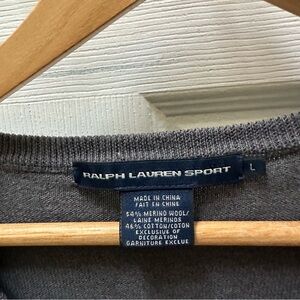 RALPH LAUREN SPORT
L
MADE IN CHINA
FAIT EN CHINE
54% MERINO WOOL/
LAINE MERINOS
46% COTTON/COTON
EXCLUSIVE OF
DECORATION
GARNITURE EXCLUE